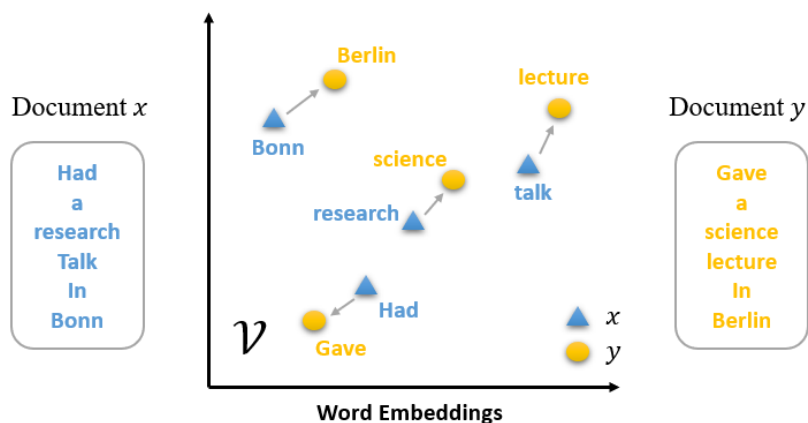 Document x
Had
a
research
Talk
In
Bonn
Berlin
Bonn
lecture
science
talk
research
Had
Gave
𝒱
x
y
Word Embeddings
Document y
Gave
a
science
lecture
In
Berlin